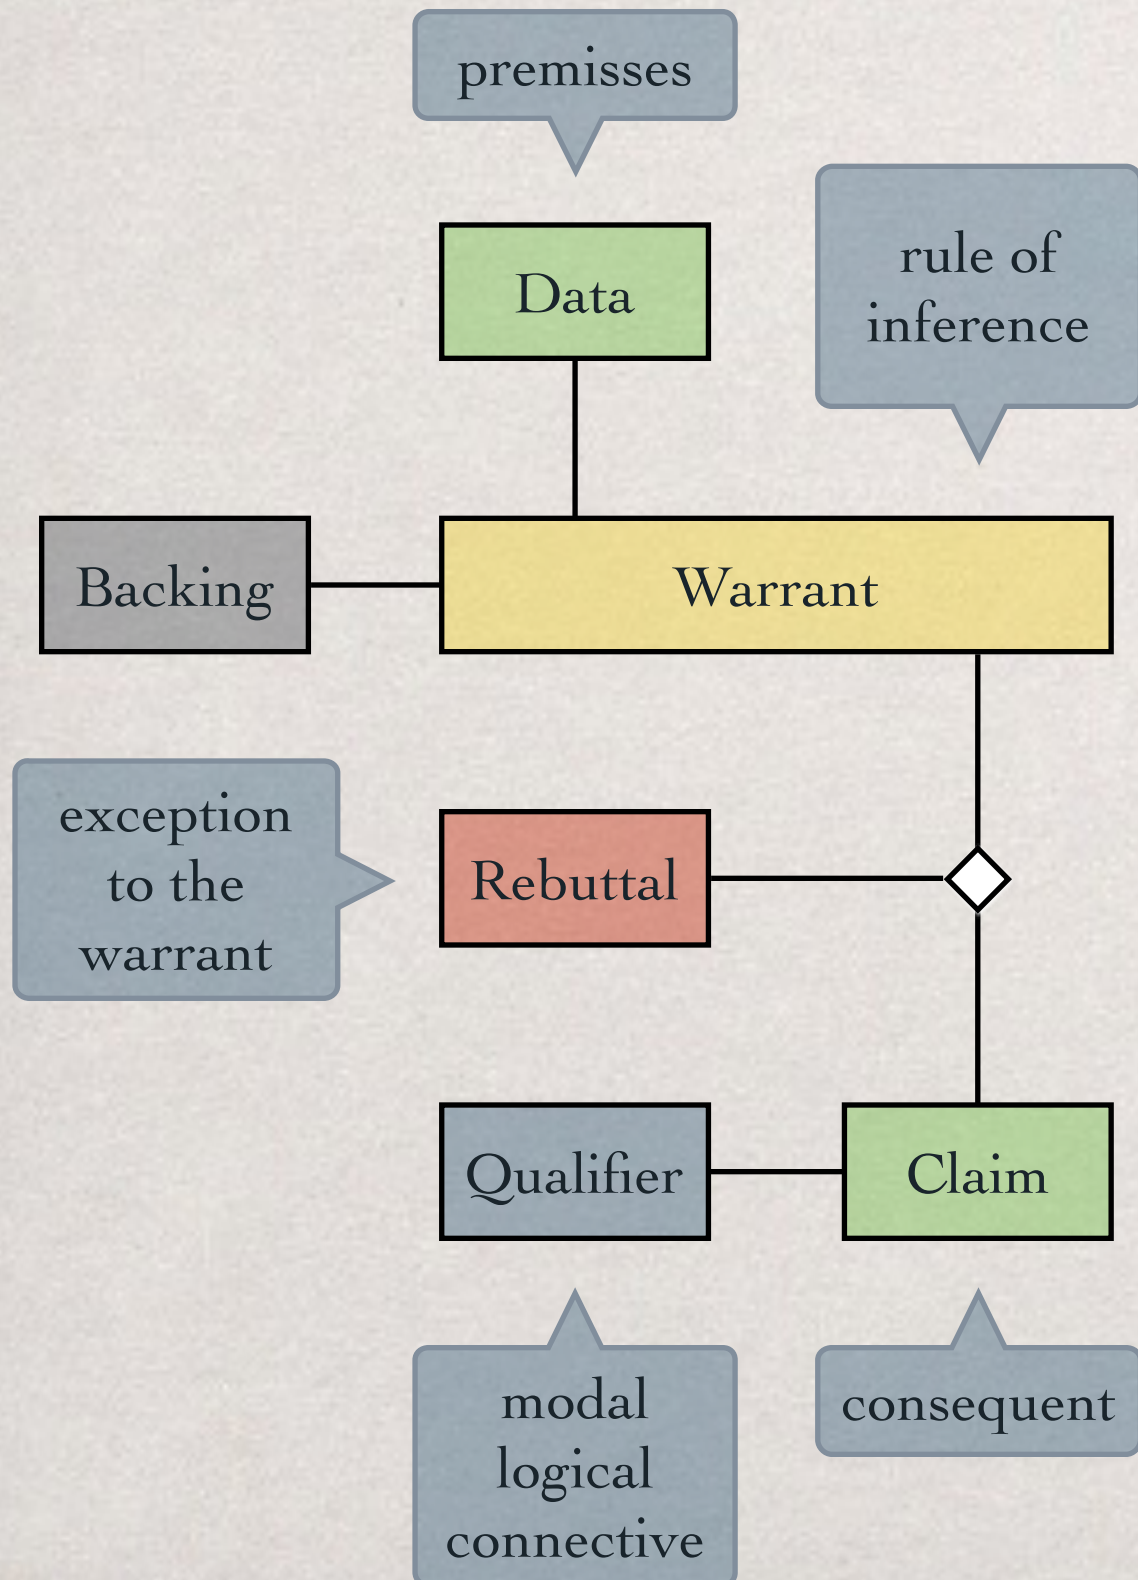 premisses
Data
rule of
inference
Backing
Warrant
exception
to the
warrant
Rebuttal
Qualifier
Claim
modal
logical
connective
consequent